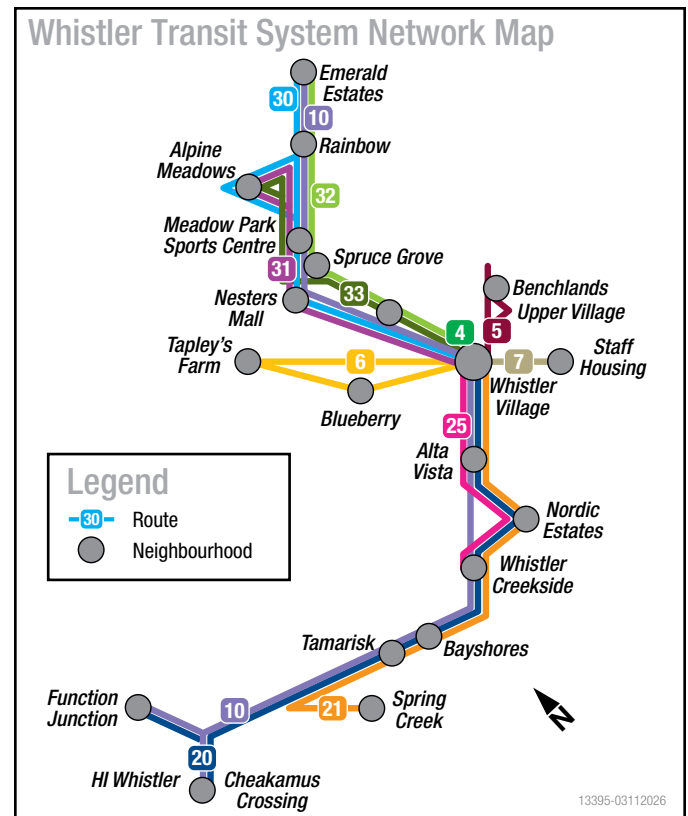 Whistler Transit System Network Map
Emerald
Estates
30
10
Rainbow
Alpine
Meadows
32
Meadow Park
Sports Centre
Spruce Grove
31
33
Nesters
Mall
Benchlands
Upper Village
4
5
Tapley's
Farm
6
7
Staff
Housing
Whistler
Village
Blueberry
25
Alta
Vista
Legend
30 Route
Neighbourhood
Nordic
Estates
Whistler
Creekside
Tamarisk
Bayshores
Function
Junction
10
21
Spring
Creek
N
20
HI Whistler
Cheakamus
Crossing
13395-03112026